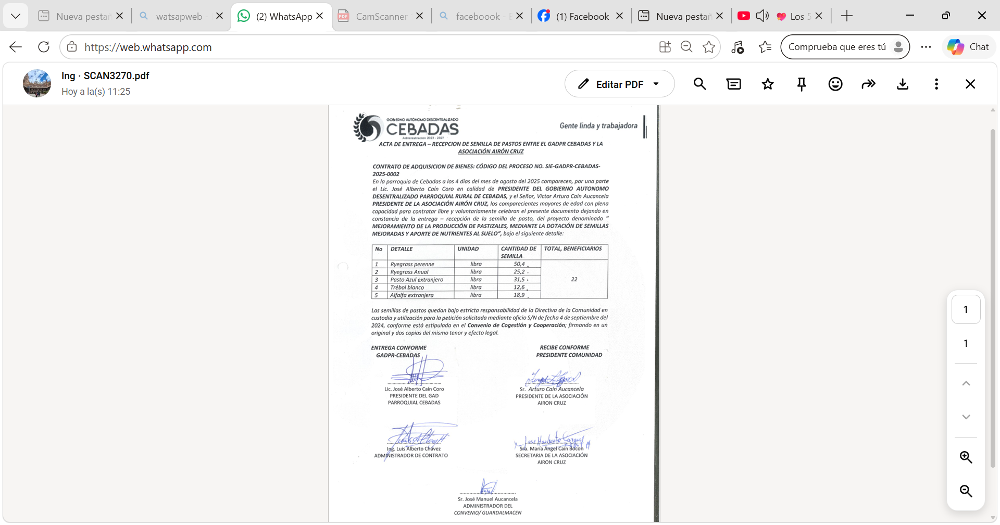 Nueva pestañ
watsapweb -
(2) WhatsApp
CamScanner
faceboook - B
(1) Facebook
Nueva pestañ
Los 5
https://web.whatsapp.com
Comprueba que eres tú
Chat
Ing · SCAN3270.pdf
Hoy a la(s) 11:25
Editar PDF
GOBIERNO AUTÓNOMO DESCENTRALIZADO
CEBADAS
Administración 2023 - 2027
Gente linda y trabajadora
ACTA DE ENTREGA – RECEPCION DE SEMILLA DE PASTOS ENTRE EL GADPR CEBADAS Y LA
ASOCIACIÓN AIRÓN CRUZ
CONTRATO DE ADQUISICION DE BIENES: CÓDIGO DEL PROCESO NO. SIE-GADPR-CEBADAS-
2025-0002
En la parroquia de Cebadas a los 4 días del mes de agosto del 2025 comparecen, por una parte
el Lic. José Alberto Caín Coro en calidad de PRESIDENTE DEL GOBIERNO AUTONOMO
DESENTRALIZADO PARROQUIAL RURAL DE CEBADAS, y el Señor, Víctor Arturo Caín Aucancela
PRESIDENTE DE LA ASOCIACIÓN AIRÓN CRUZ, los comparecientes mayores de edad con plena
capacidad para contratar libre y voluntariamente celebran el presente documento dejando en
constancia de la entrega – recepción de la semilla de pasto, del proyecto denominado "
MEJORAMIENTO DE LA PRODUCCIÓN DE PASTIZALES, MEDIANTE LA DOTACIÓN DE SEMILLAS
MEJORADAS Y APORTE DE NUTRIENTES AL SUELO", bajo el siguiente detalle:
No DETALLE UNIDAD CANTIDAD DE SEMILLA TOTAL, BENEFICIARIOS
1 Ryegrass perenne libra 50,4
2 Ryegrass Anual libra 25,2
3 Pasto Azul extranjero libra 31,5 22
4 Trébol blanco libra 12,6
5 Alfalfa extranjera libra 18,9
Las semillas de pastos quedan bajo estricta responsabilidad de la Directiva de la Comunidad en
custodia y utilización para la petición solicitada mediante oficio S/N de fecha 4 de septiembre del
2024, conforme está estipulada en el Convenio de Cogestión y Cooperación; firmando en un
original y dos copias del mismo tenor y efecto legal.
ENTREGA CONFORME
GADPR-CEBADAS
RECIBE CONFORME
PRESIDENTE COMUNIDAD
Lic. José Alberto Caín Coro
PRESIDENTE DEL GAD
PARROQUIAL CEBADAS
Sr. Arturo Caín Aucancela
PRESIDENTE DE LA ASOCIACIÓN
AIRON CRUZ
Ing. Luis Alberto Chávez
ADMINISTRADOR DE CONTRATO
Jose Humberto
Sra. María Ángel Caín Bocon
SECRETARIA DE LA ASOCIACIÓN
AIRON CRUZ
Sr. José Manuel Aucancela
ADMINISTRADOR DEL
CONVENIO/ GUARDALMACEN
1
1